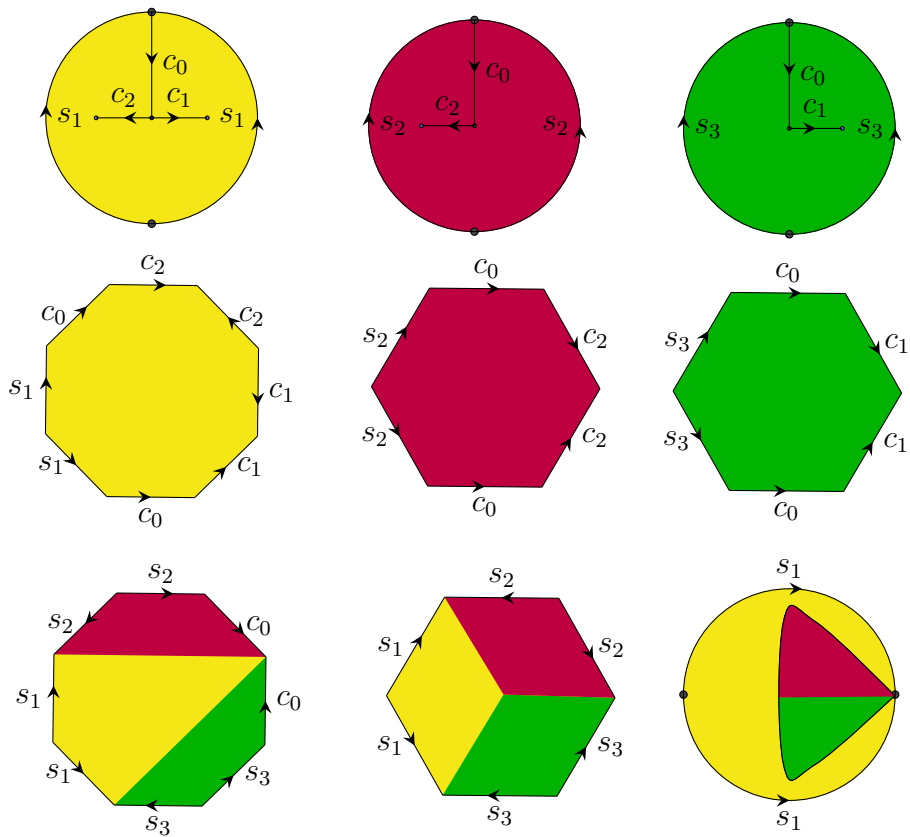 c₀ c₀ c₀
c₂ c₁ c₂ c₁
s₁ s₁ s₂ s₂ s₃ s₃
c₂ c₀ c₀
c₀ c₂ s₂ c₂ s₃ c₁
s₁ c₁
s₁ c₁ s₂ c₂ s₃ c₁
c₀ c₀ c₀
s₂ s₂ s₁
s₂ c₀ s₁ s₂
s₁ c₀
s₁ s₃ s₁ s₃
s₃ s₃ s₁